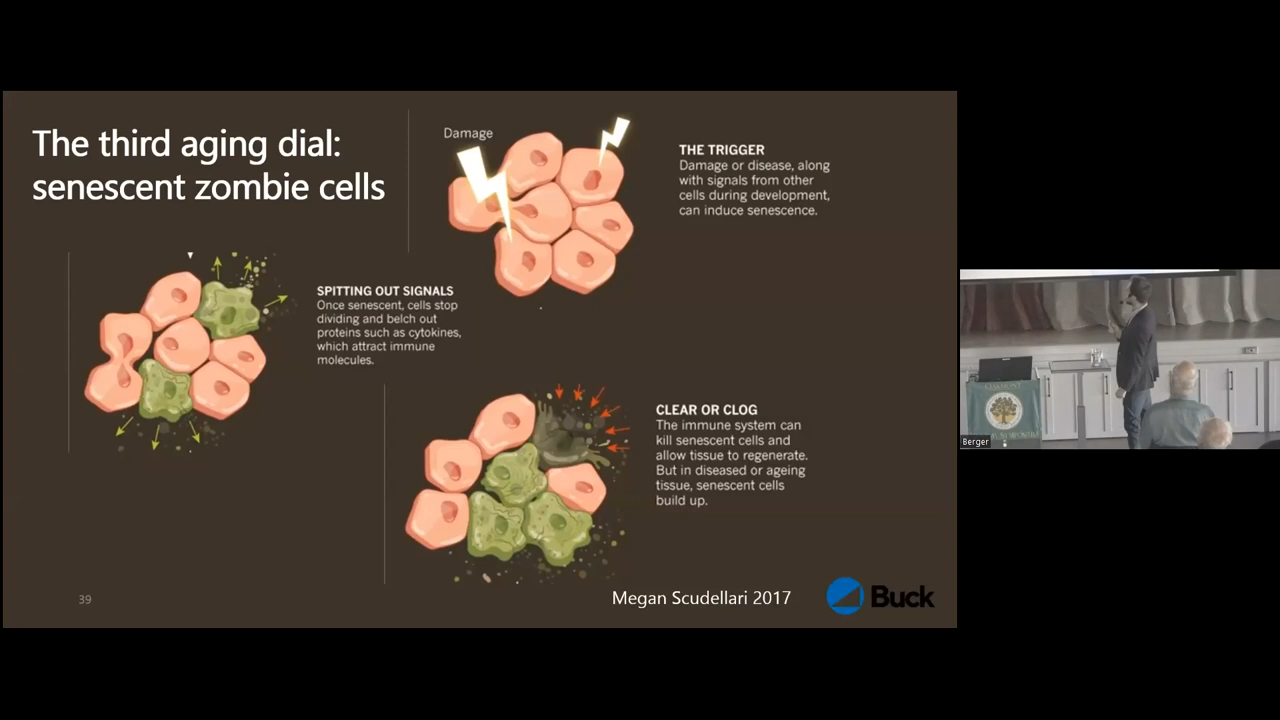 The third aging dial:
senescent zombie cells
Damage
THE TRIGGER
Damage or disease, along
with signals from other
cells during development,
can induce senescence.
SPITTING OUT SIGNALS
Once senescent, cells stop
dividing and belch out
proteins such as cytokines,
which attract immune
molecules.
CLEAR OR CLOG
The immune system can
kill senescent cells and
allow tissue to regenerate.
But in diseased or ageing
tissue, senescent cells
build up.
39
Megan Scudellari 2017
Buck
Berger